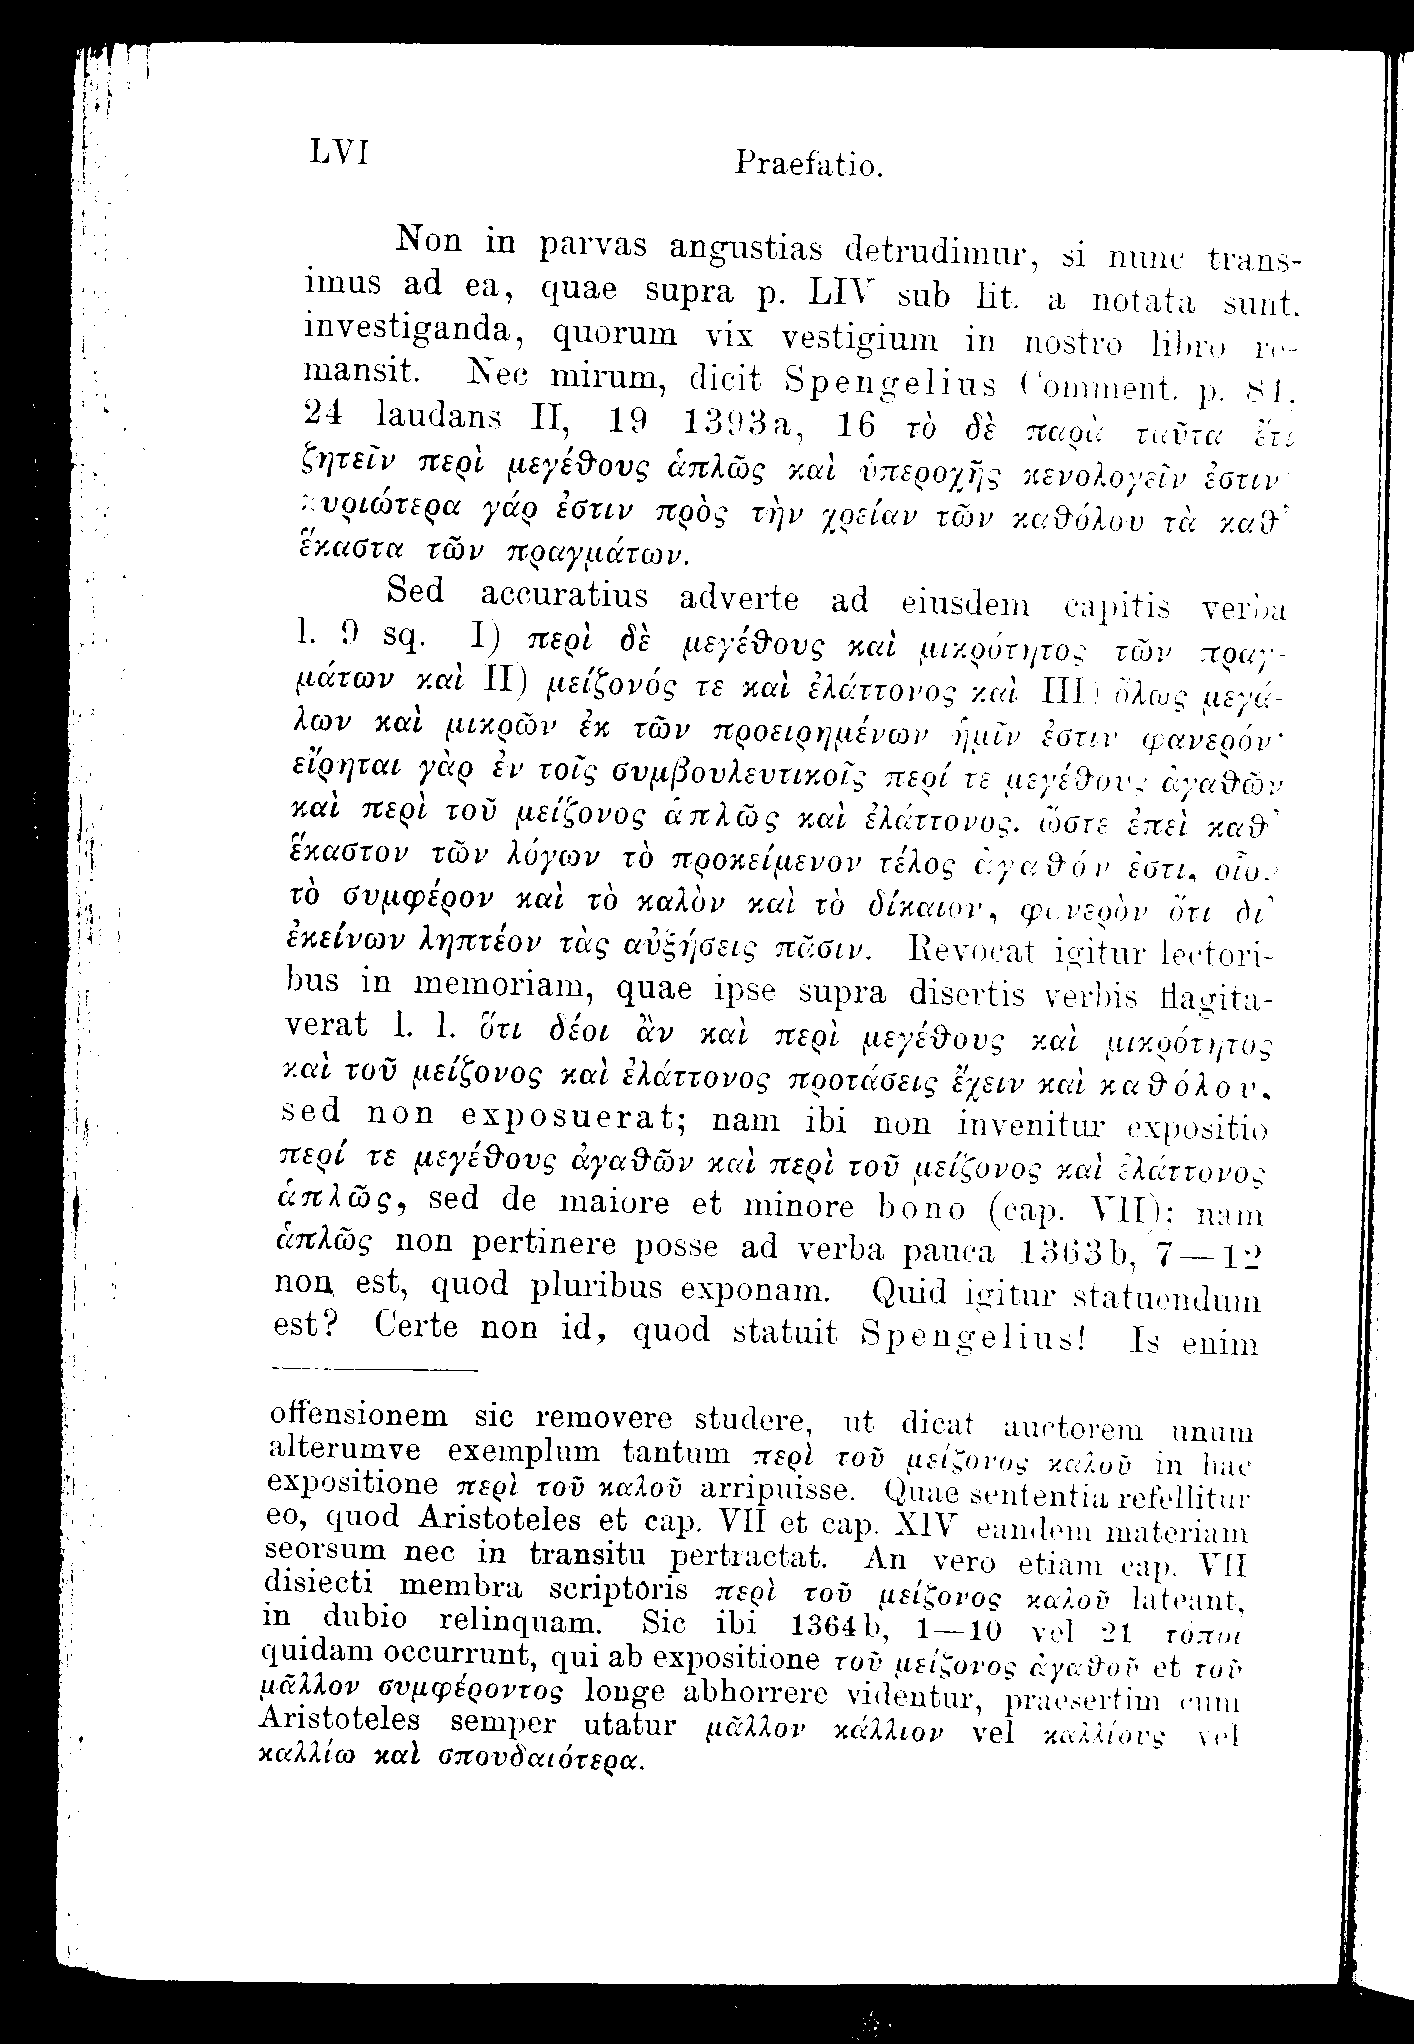 LVI
Praefatio.
Non in parvas angustias detrudimur, si nunc trans-
imus ad ea, quae supra p. LIV sub lit. a notata sunt.
investiganda, quorum vix vestigium in nostro libro re-
mansit. Nec mirum, dicit Spengelius Comment. p. 81.
24 laudans II, 19 1393a, 16 τὸ δὲ παρὰ ταῦτα ἔτι
ζητεῖν περὶ μεγέθους ἁπλῶς καὶ ὑπεροχῆς κενολογεῖν ἐστιν·
κυριώτερα γάρ ἐστιν πρὸς τὴν χρείαν τῶν καθόλου τὰ καθ’
ἕκαστα τῶν πραγμάτων.
Sed accuratius adverte ad eiusdem capitis verba
l. 9 sq. I) περὶ δὲ μεγέθους καὶ μικρότητος τῶν πραγ-
μάτων καὶ II) μείζονός τε καὶ ἐλάττονος καὶ III) ὅλως μεγά-
λων καὶ μικρῶν ἐκ τῶν προειρημένων ἡμῖν ἐστιν φανερόν·
εἴρηται γὰρ ἐν τοῖς συμβουλευτικοῖς περί τε μεγέθους ἀγαθῶν
καὶ περὶ τοῦ μείζονος ἁπλῶς καὶ ἐλάττονος. ὥστε ἐπεὶ καθ’
ἕκαστον τῶν λόγων τὸ προκείμενον τέλος ἀγαθόν ἐστι, οἷον
τὸ συμφέρον καὶ τὸ καλὸν καὶ τὸ δίκαιον, φανερὸν ὅτι δι’
ἐκείνων ληπτέον τὰς αὐξήσεις πᾶσιν. Revocat igitur lectori-
bus in memoriam, quae ipse supra disertis verbis flagita-
verat l. l. ὅτι δέοι ἂν καὶ περὶ μεγέθους καὶ μικρότητος
καὶ τοῦ μείζονος καὶ ἐλάττονος προτάσεις ἔχειν καὶ καθόλου,
sed non exposuerat; nam ibi non invenitur expositio
περί τε μεγέθους ἀγαθῶν καὶ περὶ τοῦ μείζονος καὶ ἐλάττονος
ἁπλῶς, sed de maiore et minore bono (cap. VII); nam
ἁπλῶς non pertinere posse ad verba pauca 1363b, 7—12
non est, quod pluribus exponam. Quid igitur statuendum
est? Certe non id, quod statuit Spengelius! Is enim
offensionem sic removere studere, ut dicat auctorem unum
alterumve exemplum tantum περὶ τοῦ μείζονος καλοῦ in hac
expositione περὶ τοῦ καλοῦ arripuisse. Quae sententia refellitur
eo, quod Aristoteles et cap. VII et cap. XIV eandem materiam
seorsum nec in transitu pertractat. An vero etiam cap. VII
disiecti membra scriptoris περὶ τοῦ μείζονος καλοῦ lateant,
in dubio relinquam. Sic ibi 1364b, 1—10 vel 21 τόποι
quidam occurrunt, qui ab expositione τοῦ μείζονος ἀγαθοῦ et τοῦ
μᾶλλον συμφέροντος longe abhorrere videntur, praesertim cum
Aristoteles semper utatur μᾶλλον κάλλιον vel καλλίους vel
καλλίω καὶ σπουδαιότερα.